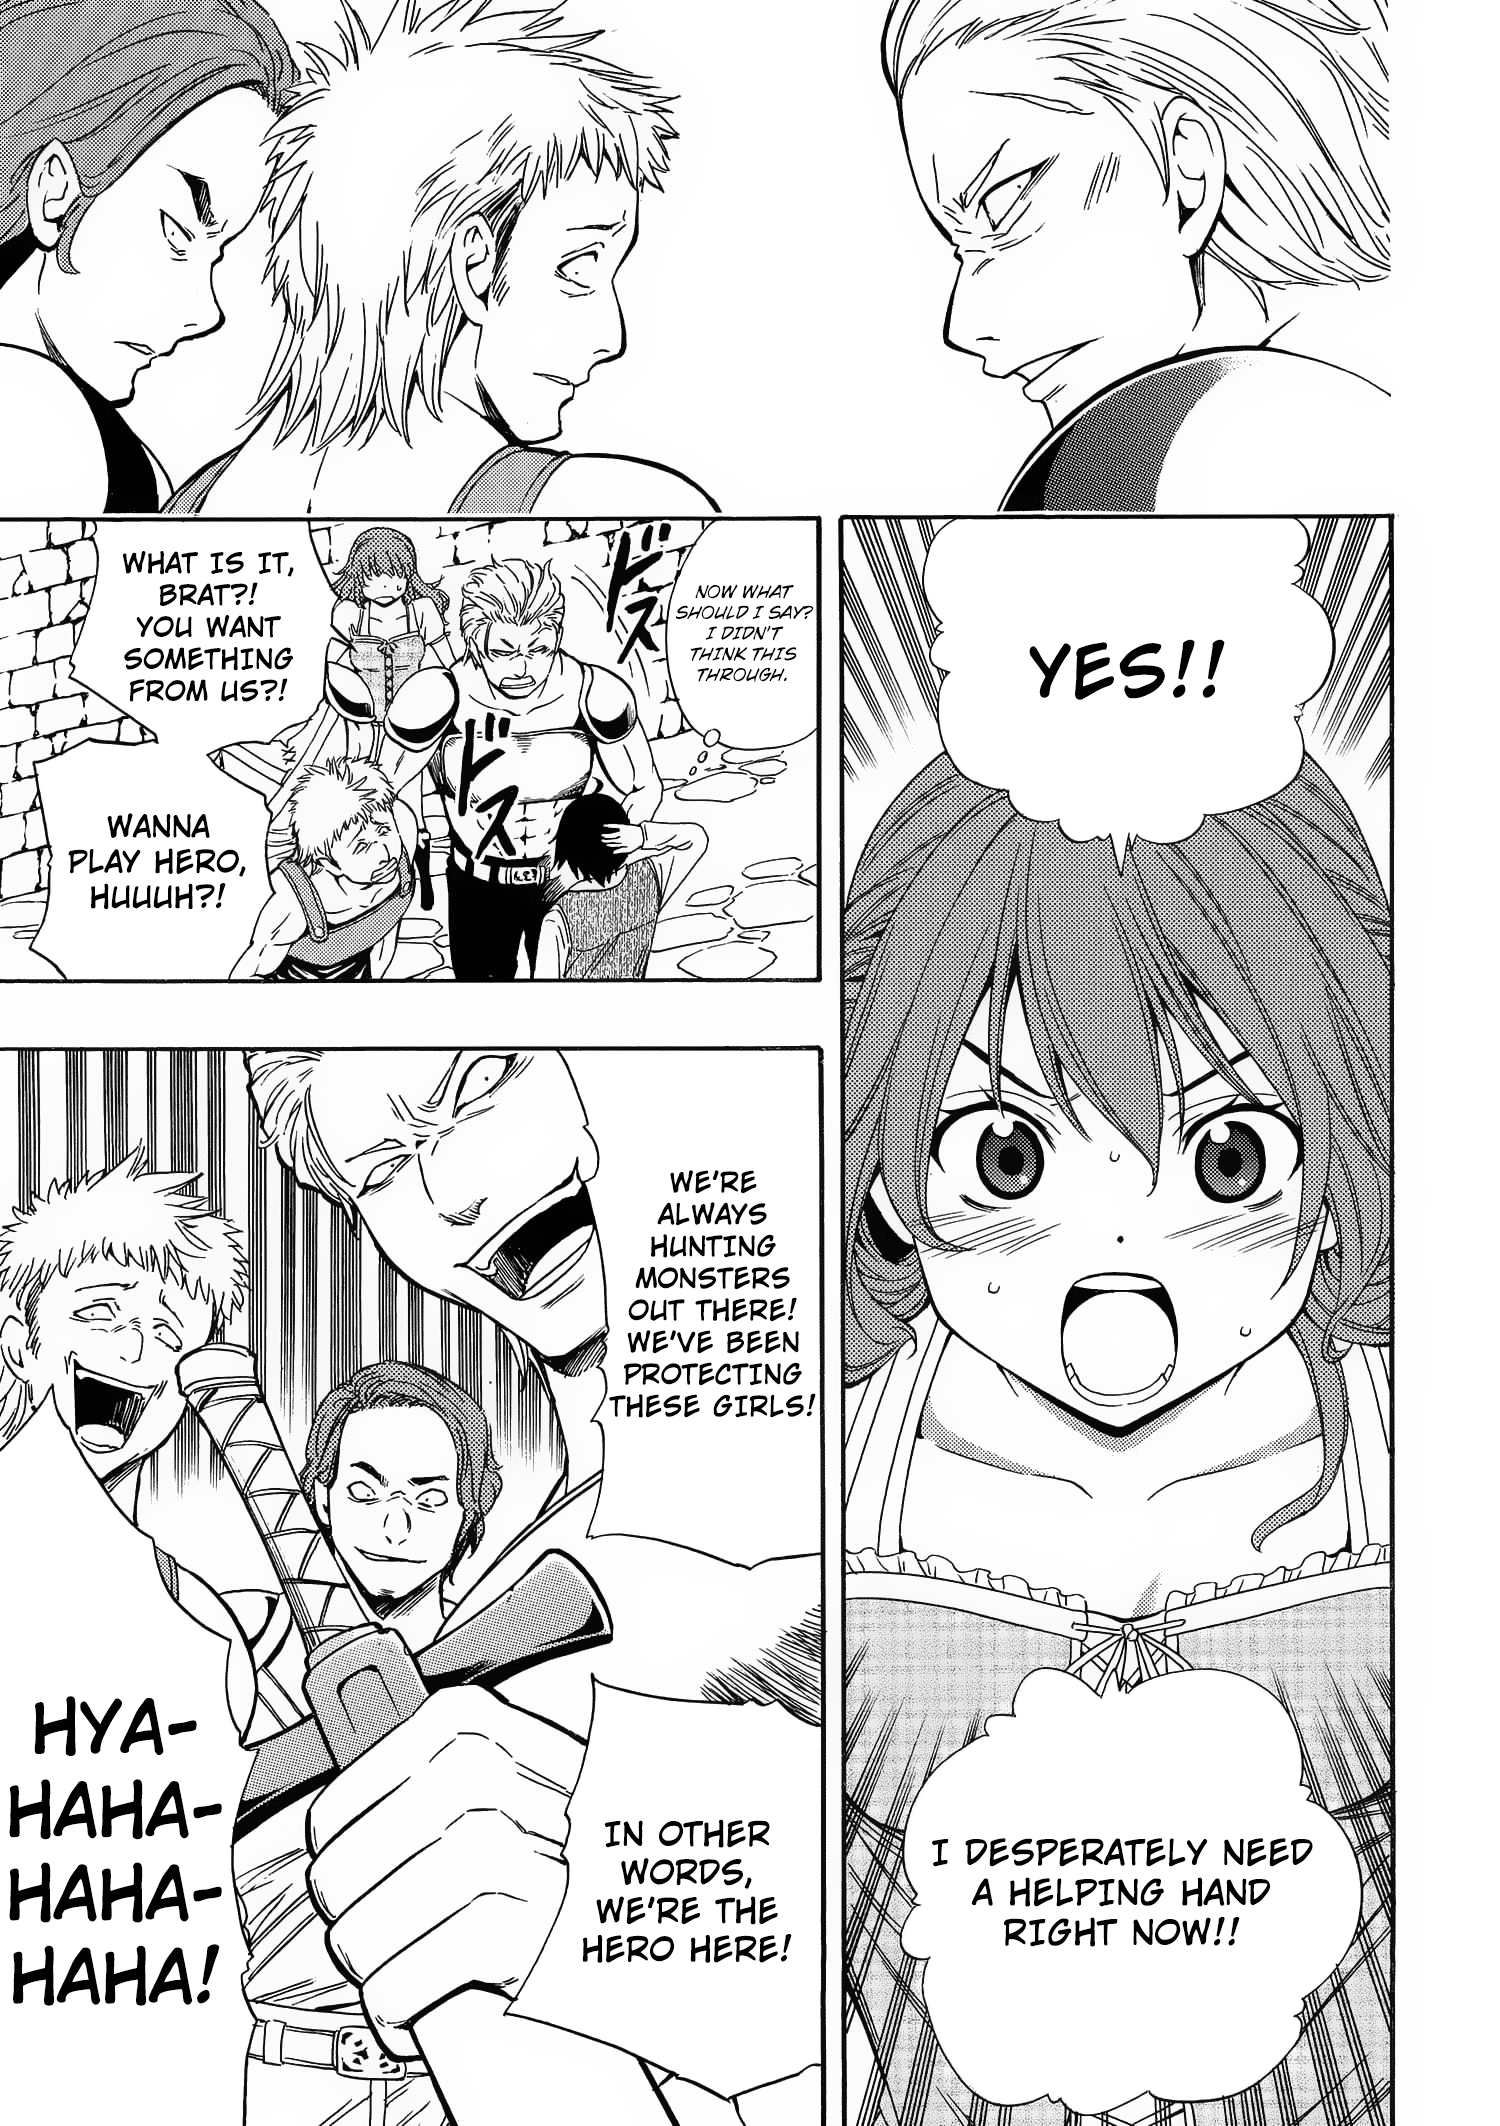 YES!!
I DESPERATELY NEED
A HELPING HAND
RIGHT NOW!!
NOW WHAT
SHOULD I SAY?
I DIDN'T
THINK THIS
THROUGH.
ドス
ドス
WHAT IS IT,
BRAT?!
YOU WANT
SOMETHING
FROM US?!
WANNA
PLAY HERO,
HUUUH?!
WE'RE
ALWAYS
HUNTING
MONSTERS
OUT THERE!
WE'VE BEEN
PROTECTING
THESE GIRLS!
IN OTHER
WORDS,
WE'RE THE
HERO HERE!
HYA-
HAHA-
HAHA-
HAHA!